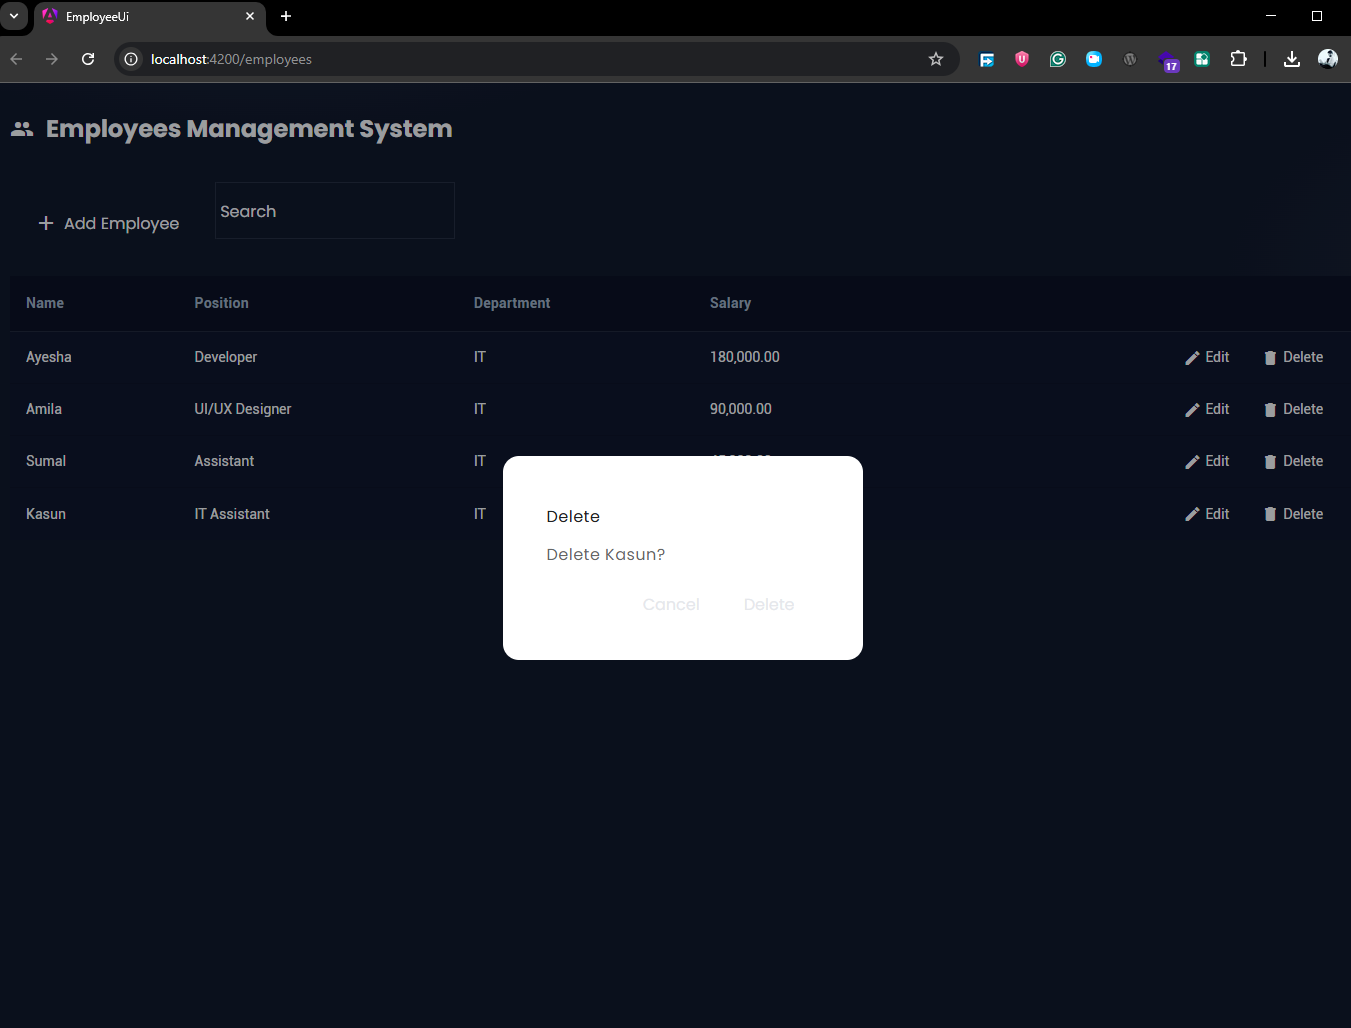 EmployeeUi
localhost:4200/employees
17
Employees Management System
Add Employee
Search
Name Position Department Salary
Ayesha Developer IT 180,000.00 Edit Delete
Amila UI/UX Designer IT 90,000.00 Edit Delete
Sumal Assistant IT Edit Delete
Kasun IT Assistant IT Edit Delete
Delete
Delete Kasun?
Cancel Delete